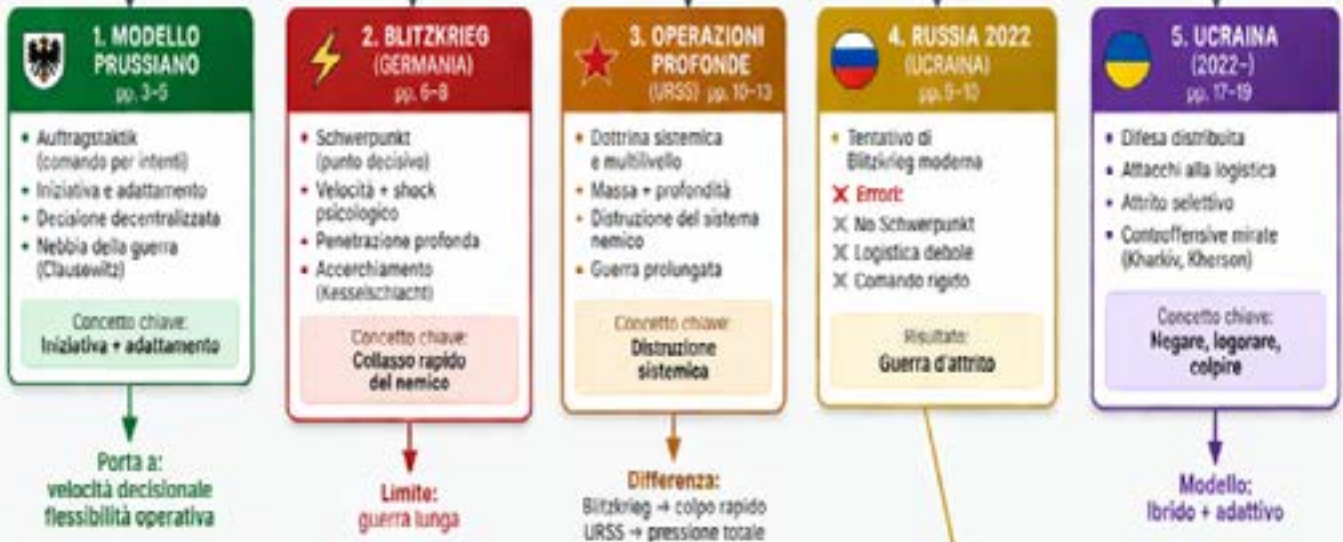 1. MODELLO
PRUSSIANO
pp. 3–5
• Auftragstaktik
(comando per intenti)
• Iniziativa e adattamento
• Decisione decentralizzata
• Nebbia della guerra
(Clausewitz)
Concetto chiave:
Iniziativa + adattamento
Porta a:
velocità decisionale
flessibilità operativa
2. BLITZKRIEG
(GERMANIA)
pp. 6–8
• Schwerpunkt
(punto decisivo)
• Velocità + shock
psicologico
• Penetrazione profonda
• Accerchiamento
(Kesselschlacht)
Concetto chiave:
Collasso rapido
del nemico
Limite:
guerra lunga
3. OPERAZIONI
PROFONDE
(URSS) pp. 10–13
• Dottrina sistemica
e multilivello
• Massa + profondità
• Distruzione del sistema
nemico
• Guerra prolungata
Concetto chiave:
Distruzione
sistemica
Differenza:
Blitzkrieg → colpo rapido
URSS → pressione totale
4. RUSSIA 2022
(UCRAINA)
pp. 9–10
• Tentativo di
Blitzkrieg moderna
✗ Errori:
✗ No Schwerpunkt
✗ Logistica debole
✗ Comando rigido
Risultato:
Guerra d'attrito
5. UCRAINA
(2022–)
pp. 17–19
• Difesa distribuita
• Attacchi alla logistica
• Attrito selettivo
• Controffensive mirate
(Kharkiv, Kherson)
Concetto chiave:
Negare, logorare,
colpire
Modello:
Ibrido + adattivo